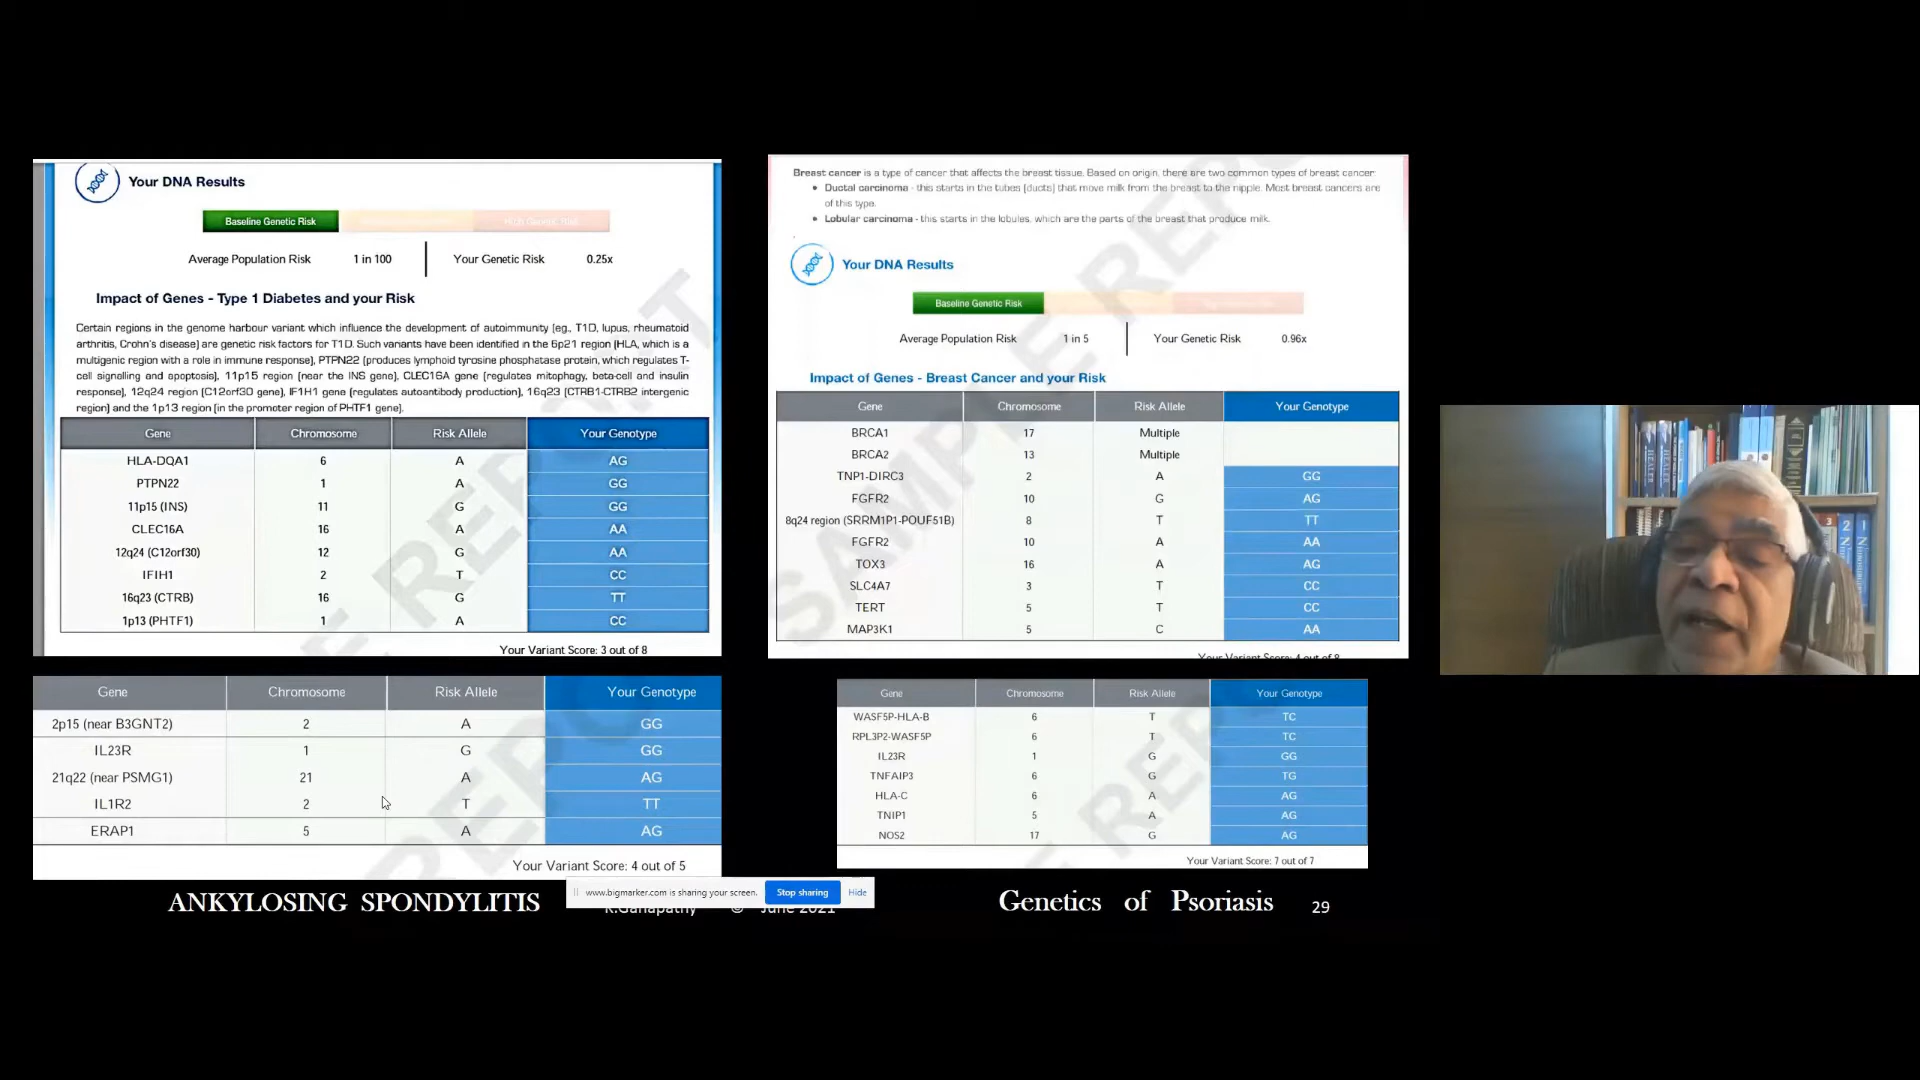 Your DNA Results
Baseline Genetic Risk
Average Population Risk 1 in 100 Your Genetic Risk 0.25x
Impact of Genes - Type 1 Diabetes and your Risk
Certain regions in the genome harbour variant which influence the development of autoimmunity (eg., T1D, lupus, rheumatoid
arthritis, Crohn's disease) are genetic risk factors for T1D. Such variants have been identified in the 6p21 region (HLA, which is a
multigenic region with a role in immune response), PTPN22 (produces lymphoid tyrosine phosphatase protein, which regulates T-
cell signalling and apoptosis), 11p15 region (near the INS gene), CLEC16A gene (regulates mitophagy, beta-cell and insulin
response), 12q24 region (C12orf30 gene), IF1H1 gene (regulates autoantibody production), 16q23 (CTRB1-CTRB2 intergenic
region) and the 1p13 region (in the promoter region of PHTF1 gene).
Gene Chromosome Risk Allele Your Genotype
HLA-DQA1 6 A AG
PTPN22 1 A GG
11p15 (INS) 11 G GG
CLEC16A 16 A AA
12q24 (C12orf30) 12 G AA
IFIH1 2 T CC
16q23 (CTRB) 16 G TT
1p13 (PHTF1) 1 A CC
Your Variant Score: 3 out of 8
E REPORT
Breast cancer is a type of cancer that affects the breast tissue. Based on origin, there are two common types of breast cancer:
• Ductal carcinoma - this starts in the tubes (ducts) that move milk from the breast to the nipple. Most breast cancers are
of this type.
• Lobular carcinoma - this starts in the lobules, which are the parts of the breast that produce milk.
Your DNA Results
Baseline Genetic Risk
Average Population Risk 1 in 5 Your Genetic Risk 0.96x
Impact of Genes - Breast Cancer and your Risk
Gene Chromosome Risk Allele Your Genotype
BRCA1 17 Multiple
BRCA2 13 Multiple
TNP1-DIRC3 2 A GG
FGFR2 10 G AG
8q24 region (SRRM1P1-POUF51B) 8 T TT
FGFR2 10 A AA
TOX3 16 A AG
SLC4A7 3 T CC
TERT 5 T CC
MAP3K1 5 C AA
Your Variant Score: 4 out of 8
SAMPLE REPO
Gene Chromosome Risk Allele Your Genotype
2p15 (near B3GNT2) 2 A GG
IL23R 1 G GG
21q22 (near PSMG1) 21 A AG
IL1R2 2 T TT
ERAP1 5 A AG
Your Variant Score: 4 out of 5
Gene Chromosome Risk Allele Your Genotype
WASF5P-HLA-B 6 T TC
RPL3P2-WASF5P 6 T TC
IL23R 1 G GG
TNFAIP3 6 G TG
HLA-C 6 A AG
TNIP1 5 A AG
NOS2 17 G AG
Your Variant Score: 7 out of 7
ANKYLOSING SPONDYLITIS
www.bigmarker.com is sharing your screen. Stop sharing Hide
K.Ganapathy © June 2021
Genetics of Psoriasis 29